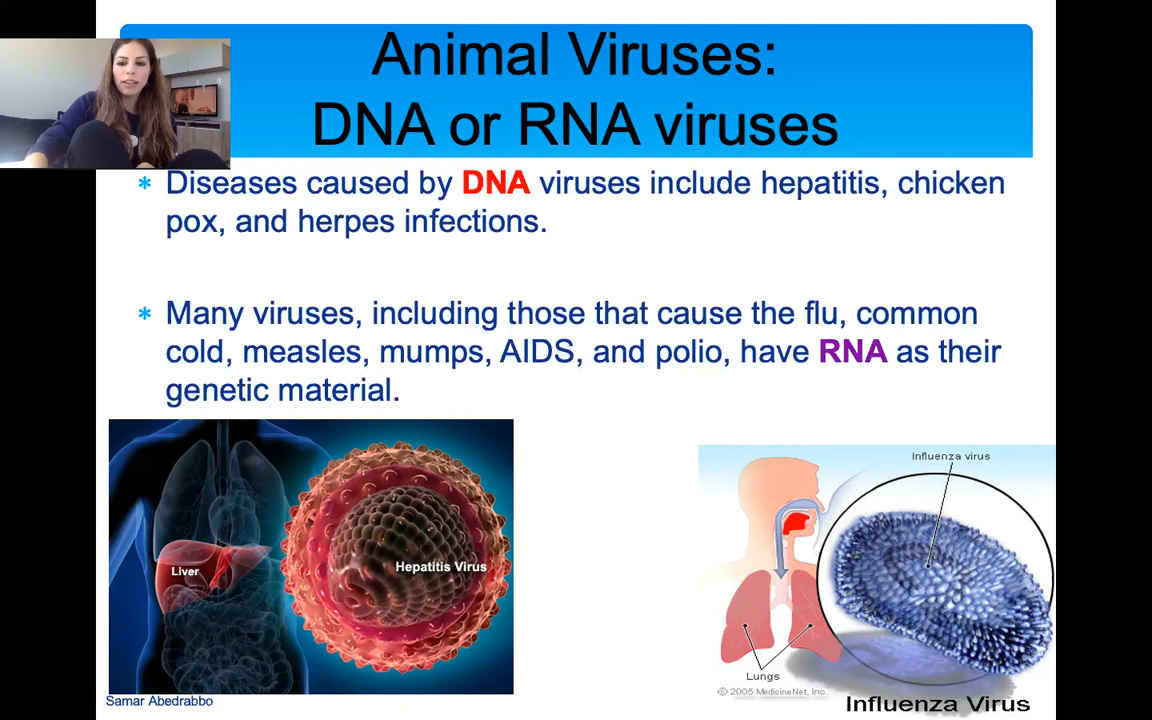 Animal Viruses:
DNA or RNA viruses
* Diseases caused by DNA viruses include hepatitis, chicken
pox, and herpes infections.
* Many viruses, including those that cause the flu, common
cold, measles, mumps, AIDS, and polio, have RNA as their
genetic material.
Liver
Hepatitis Virus
Samar Abedrabbo
Influenza virus
Lungs
© 2005 MedicineNet, Inc.
Influenza Virus